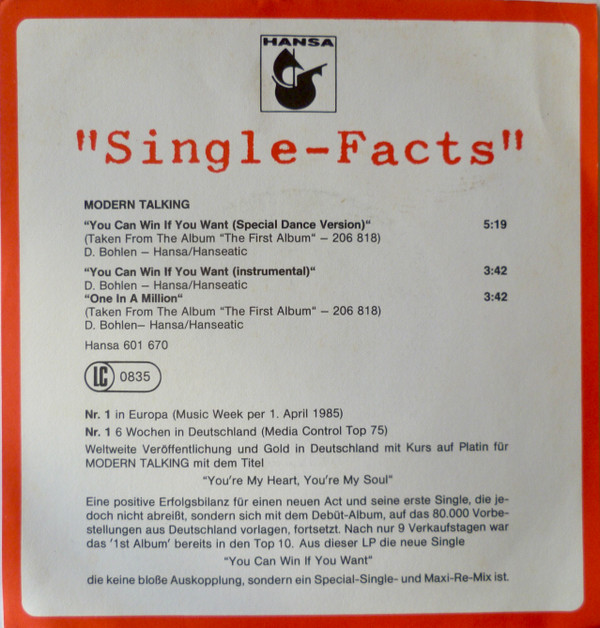 HANSA
"Single-Facts"
MODERN TALKING
“You Can Win If You Want (Special Dance Version)“ 5:19
(Taken From The Album “The First Album“ – 206 818)
D. Bohlen – Hansa/Hanseatic
“You Can Win If You Want (instrumental)“ 3:42
D. Bohlen – Hansa/Hanseatic
“One In A Million“ 3:42
(Taken From The Album “The First Album“ – 206 818)
D. Bohlen– Hansa/Hanseatic
Hansa 601 670
LC 0835
Nr. 1 in Europa (Music Week per 1. April 1985)
Nr. 1 6 Wochen in Deutschland (Media Control Top 75)
Weltweite Veröffentlichung und Gold in Deutschland mit Kurs auf Platin für
MODERN TALKING mit dem Titel
“You're My Heart, You're My Soul“
Eine positive Erfolgsbilanz für einen neuen Act und seine erste Single, die je-
doch nicht abreißt, sondern sich mit dem Debüt-Album, auf das 80.000 Vorbe-
stellungen aus Deutschland vorlagen, fortsetzt. Nach nur 9 Verkaufstagen war
das '1st Album' bereits in den Top 10. Aus dieser LP die neue Single
“You Can Win If You Want“
die keine bloße Auskopplung, sondern ein Special-Single- und Maxi-Re-Mix ist.